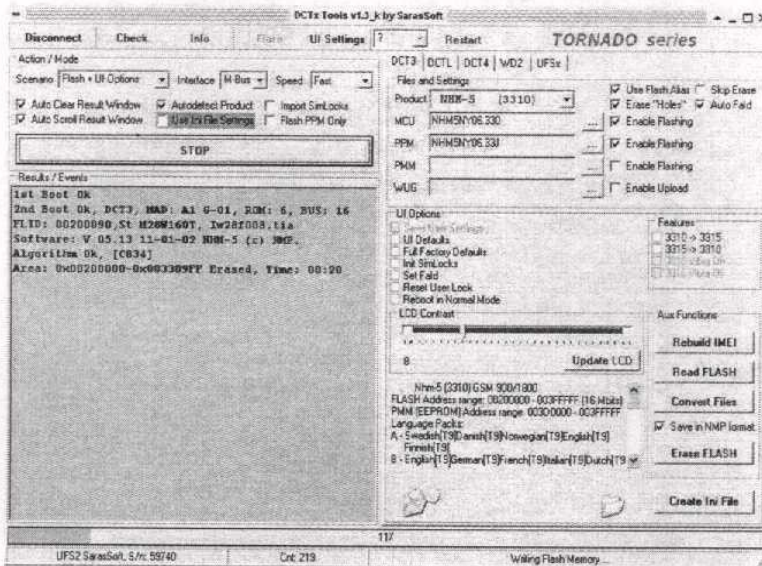 DCTx Tools v1.3_k by SarasSoft
Disconnect Check Info UI Settings ? Restart TORNADO series
Action / Mode
Scenario Flash + UI Options Interface M-Bus Speed Fast
Auto Clear Result Window Autodetect Product Import SimLocks
Auto Scroll Result Window Use Ini File Settings Flash PPM Only
STOP
Results / Events
1st Boot Ok
2nd Boot Ok, DCT3, MAD: A1 G-01, ROM: 6, BUS: 16
FLID: 00200090,St M28W160T,
Software: V 05.13 11-01-02 NHM-5 (c) NMP.
Algorithm Ok, [CB34]
Area: 0x00200000-0x003309FF Erased, Time: 00:20
DCT3 DCTL DCT4 WD2 UFSx
Files and Settings
Product NHM-5 (3310)
Use Flash Alias Skip Erase
Erase "Holes" Auto Faid
MCU NHM5NY06.330 ... Enable Flashing
PPM ... Enable Flashing
PMM ... Enable Flashing
WUG ... Enable Upload
UI Options
UI Defaults
Full Factory Defaults
Init SimLocks
Set Faid
Reset User Lock
Reboot in Normal Mode
Features
3310 -> 3315
3315 -> 3310
LCD Contrast
8 Update LCD
Aux Functions
Rebuild IMEI
Read FLASH
Convert Files
Save in NMP format
Erase FLASH
Create Ini File
Nhm-5 (3310) GSM 900/1800
FLASH Address range: 00200000 - 003FFFFF (16 Mbits)
PMM (EEPROM) Address range: 003D0000 - 003FFFFF
Language Packs:
A - Swedish[T9]Danish[T9]Norwegian[T9]English[T9]
Finnish[T9]
B - English[T9]German[T9]French[T9]Italian[T9]Dutch[T9
UFS2 SarasSoft, S/n: 59740 Cnt: 219 Writing Flash Memory...